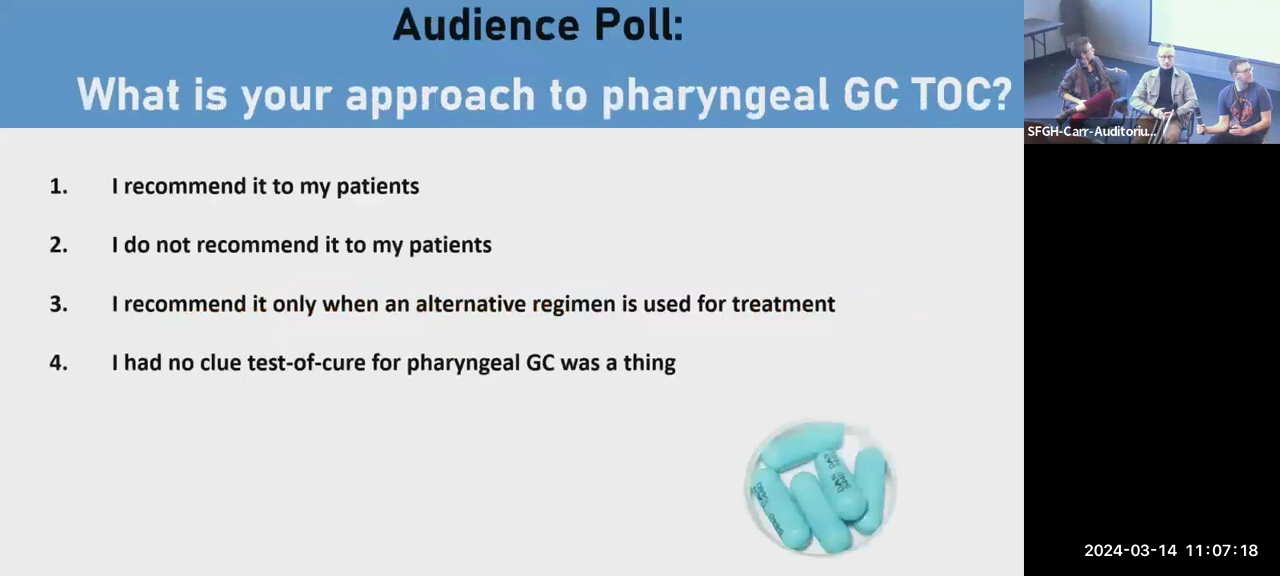 Audience Poll:
What is your approach to pharyngeal GC TOC?
1. I recommend it to my patients
2. I do not recommend it to my patients
3. I recommend it only when an alternative regimen is used for treatment
4. I had no clue test-of-cure for pharyngeal GC was a thing
SFGH-Carr-Auditoriu...
2024-03-14 11:07:18